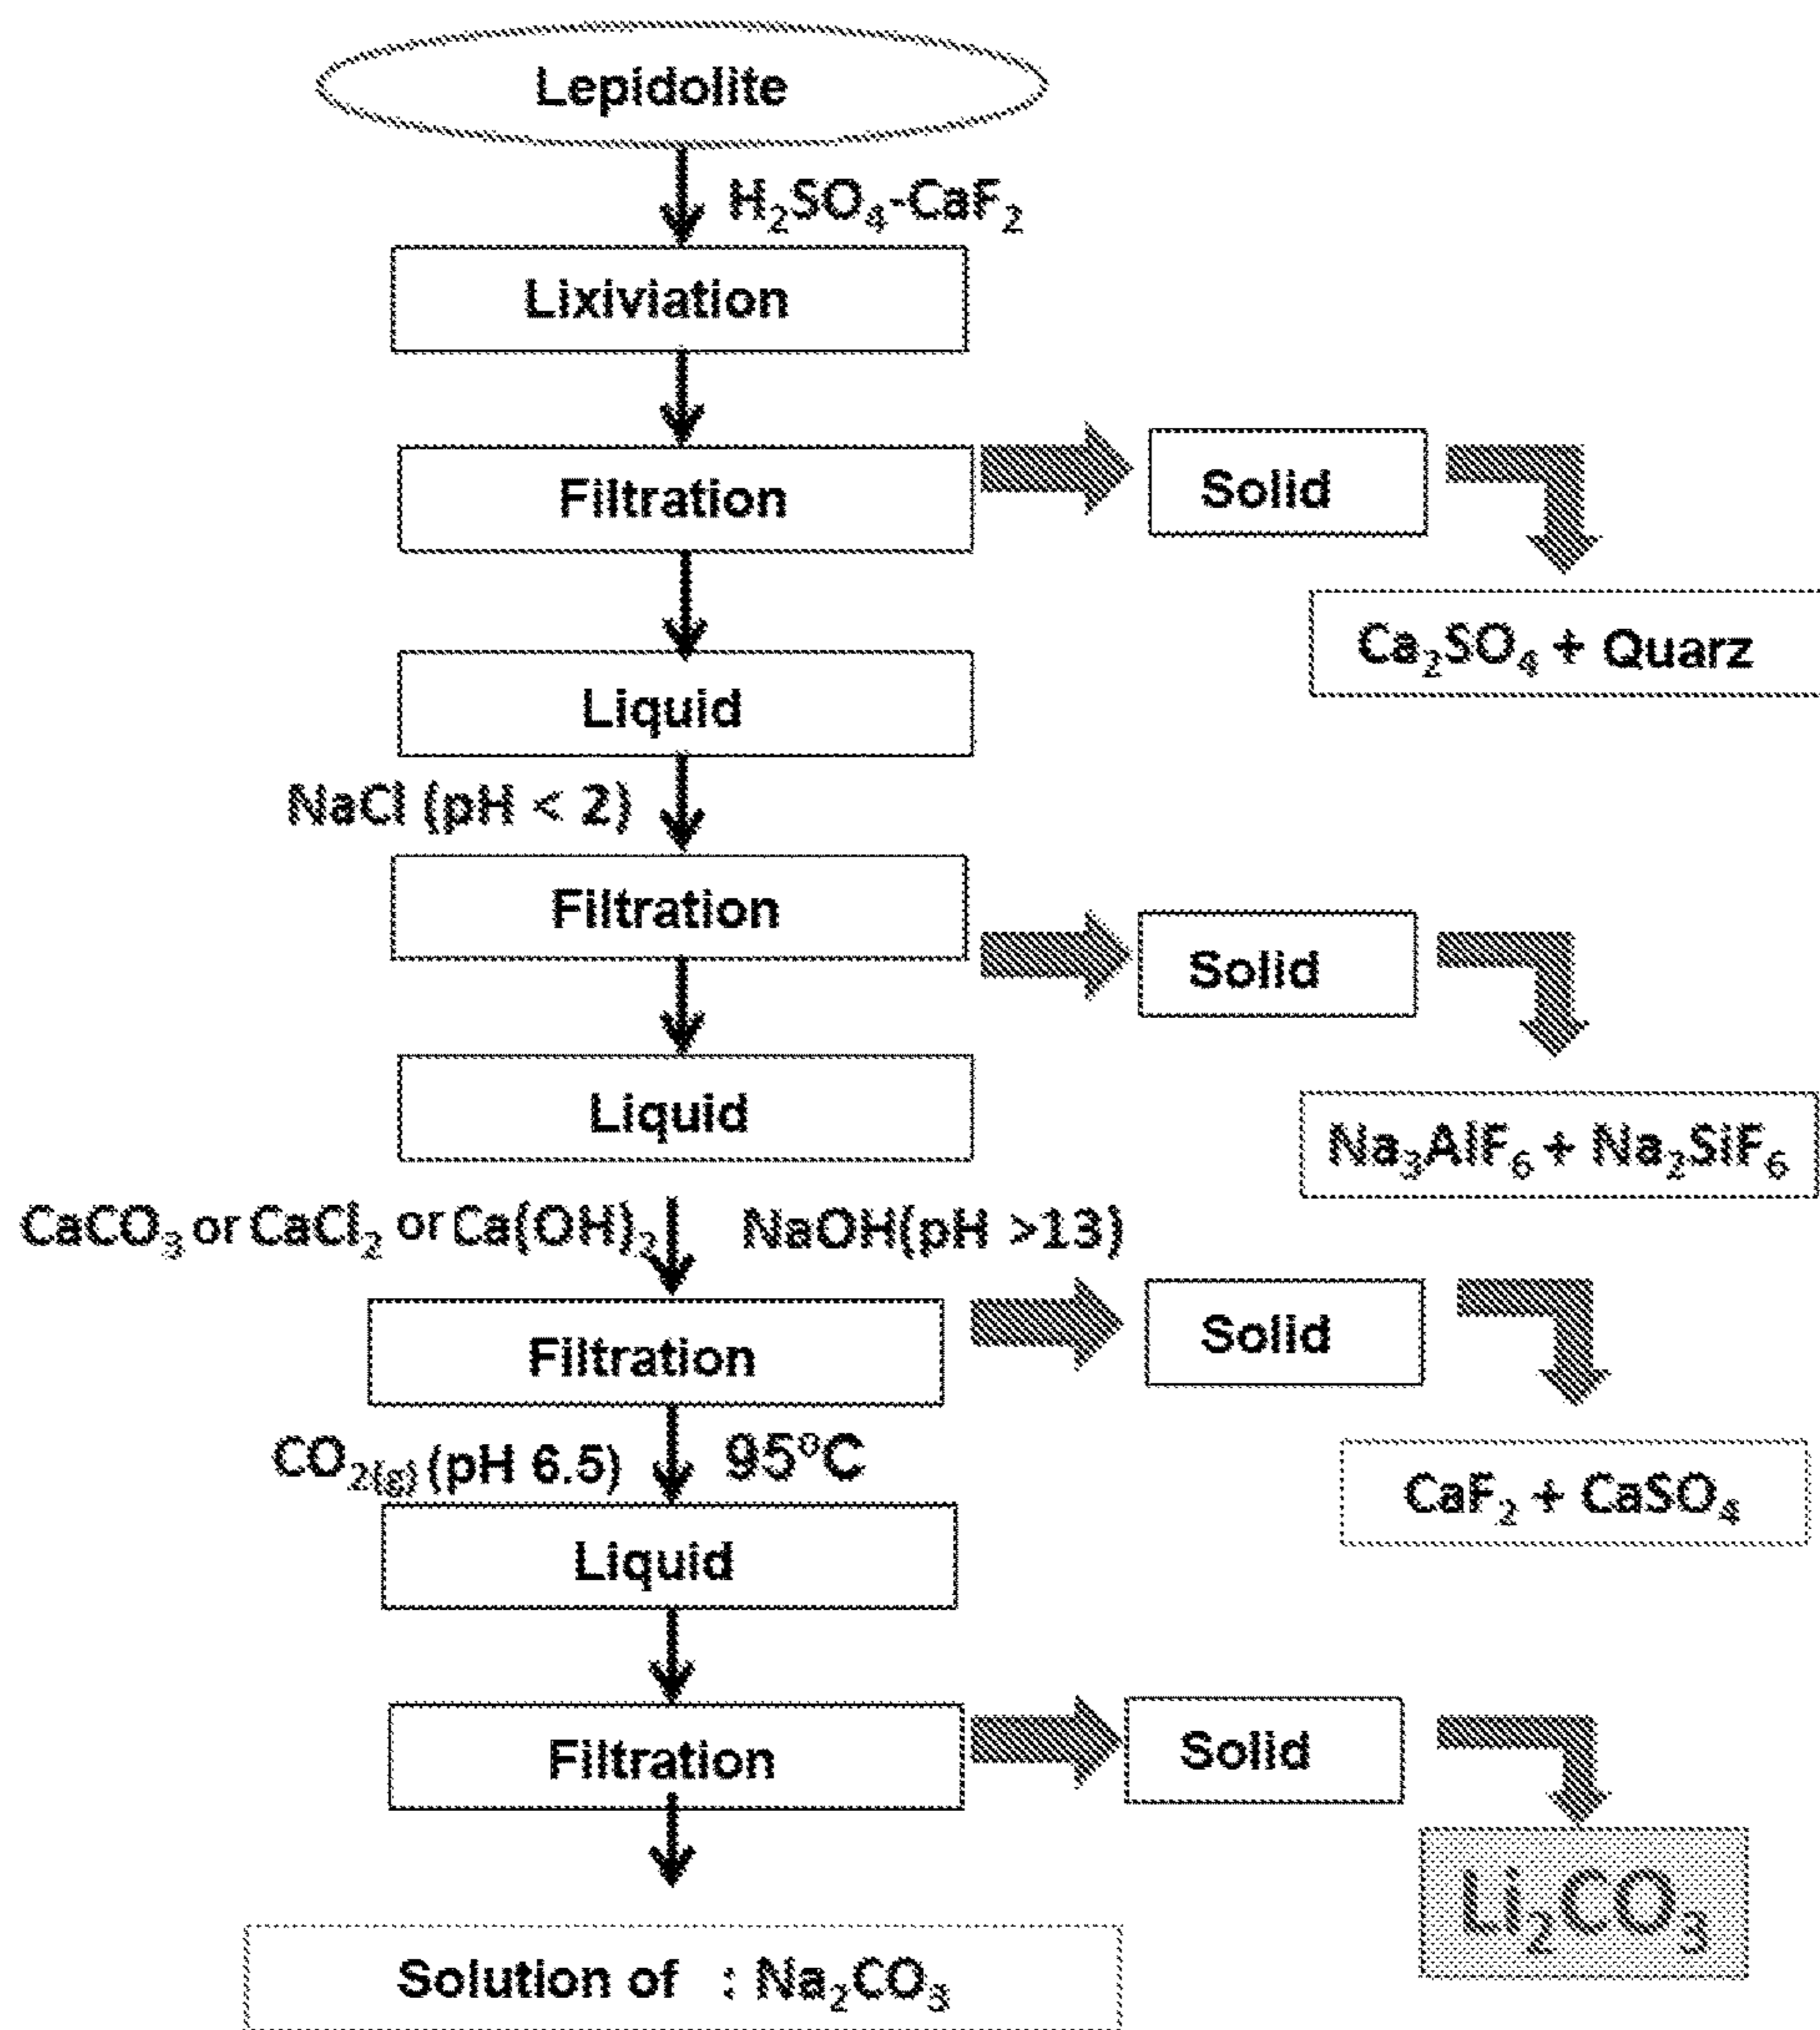 Lepidolite
H₂SO₄-CaF₂
Lixiviation
Filtration
Solid
Ca₂SO₄ + Quarz
Liquid
NaCl (pH < 2)
Filtration
Solid
Na₃AlF₆ + Na₂SiF₆
Liquid
CaCO₃ or CaCl₂ or Ca(OH)₂
NaOH(pH >13)
Filtration
Solid
CaF₂ + CaSO₄
CO₂(g) (pH 6.5)
95°C
Liquid
Filtration
Solid
Li₂CO₃
Solution of : Na₂CO₃